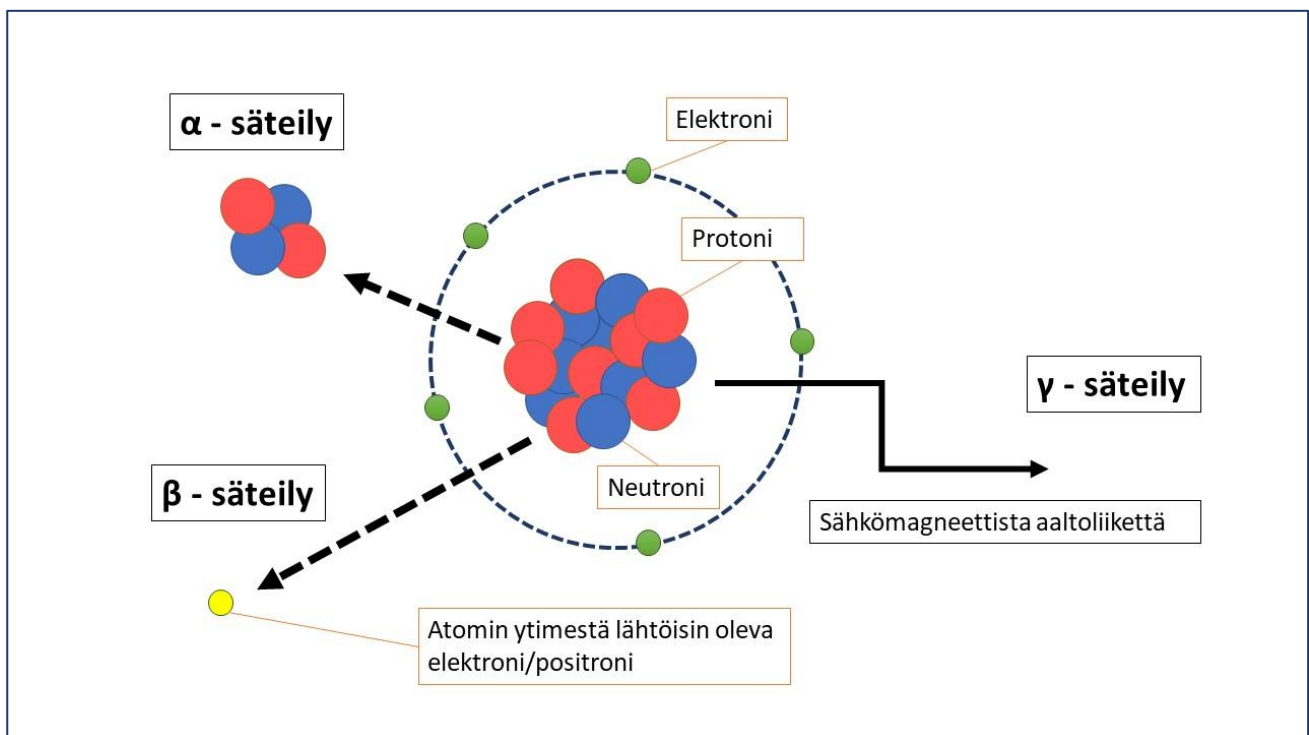 α - säteily
Elektroni
Protoni
γ - säteily
Neutroni
β - säteily
Sähkömagneettista aaltoliikettä
Atomin ytimestä lähtöisin oleva
elektroni/positroni